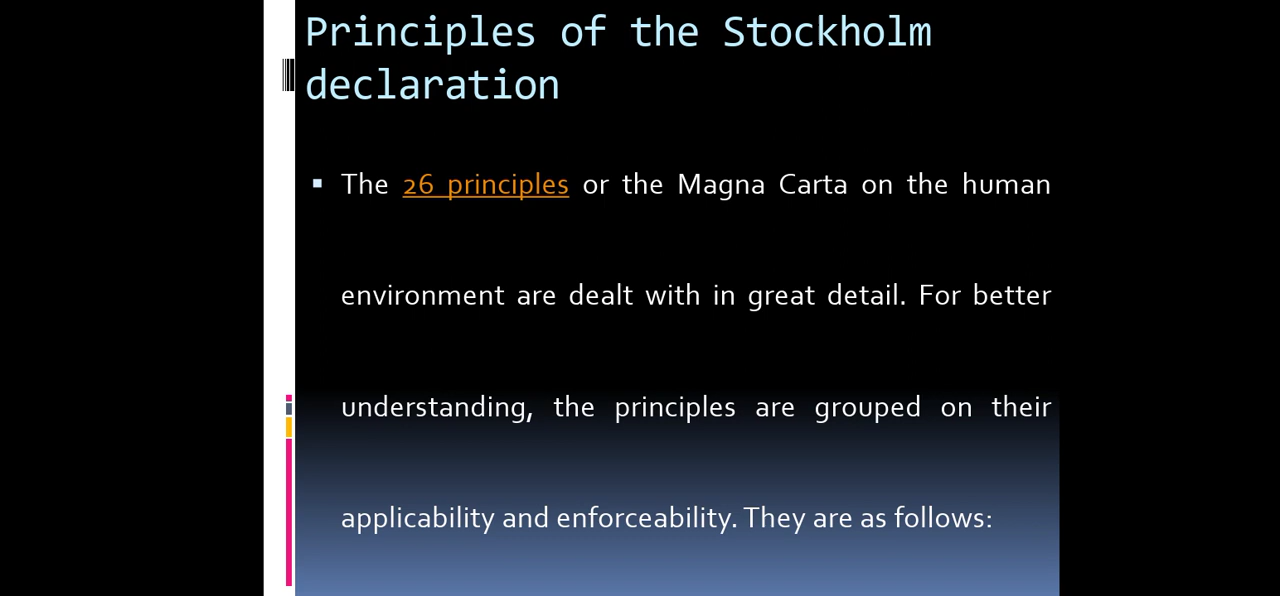 Principles of the Stockholm
declaration
▪ The 26 principles or the Magna Carta on the human
environment are dealt with in great detail. For better
understanding, the principles are grouped on their
applicability and enforceability. They are as follows: